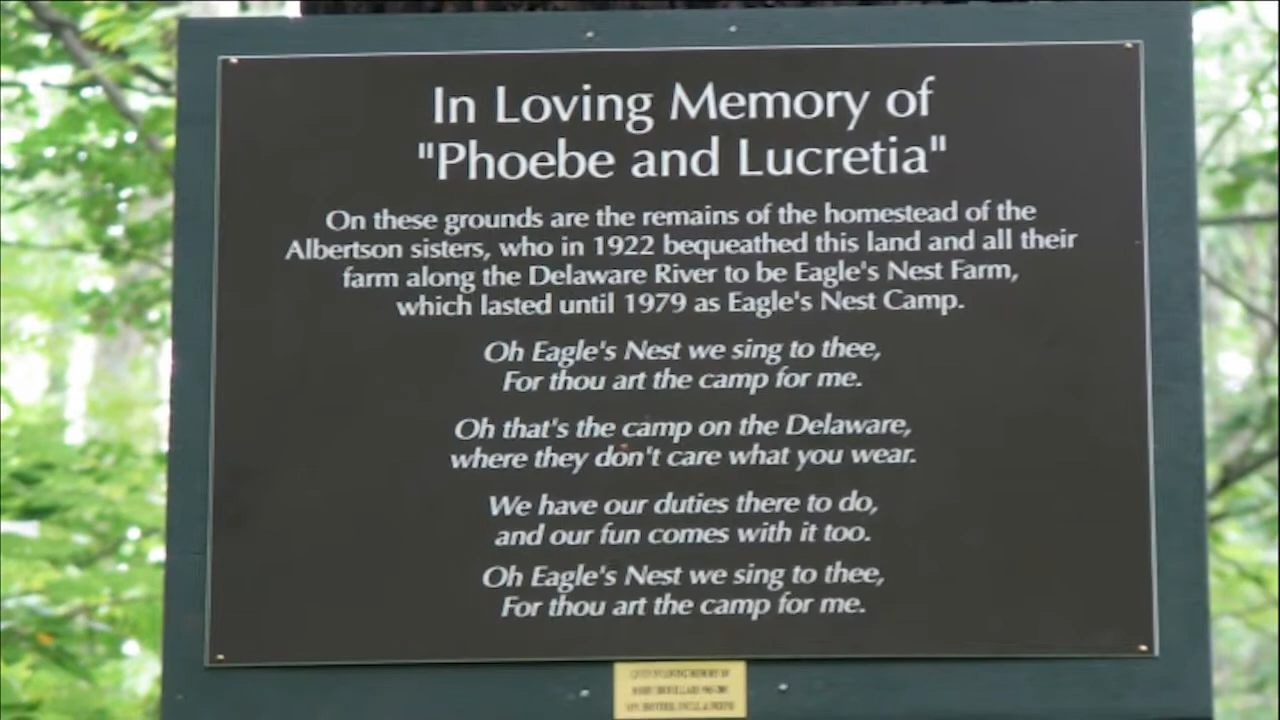 In Loving Memory of
"Phoebe and Lucretia"
On these grounds are the remains of the homestead of the
Albertson sisters, who in 1922 bequeathed this land and all their
farm along the Delaware River to be Eagle's Nest Farm,
which lasted until 1979 as Eagle's Nest Camp.
Oh Eagle's Nest we sing to thee,
For thou art the camp for me.
Oh that's the camp on the Delaware,
where they don't care what you wear.
We have our duties there to do,
and our fun comes with it too.
Oh Eagle's Nest we sing to thee,
For thou art the camp for me.
IN LOVING MEMORY OF